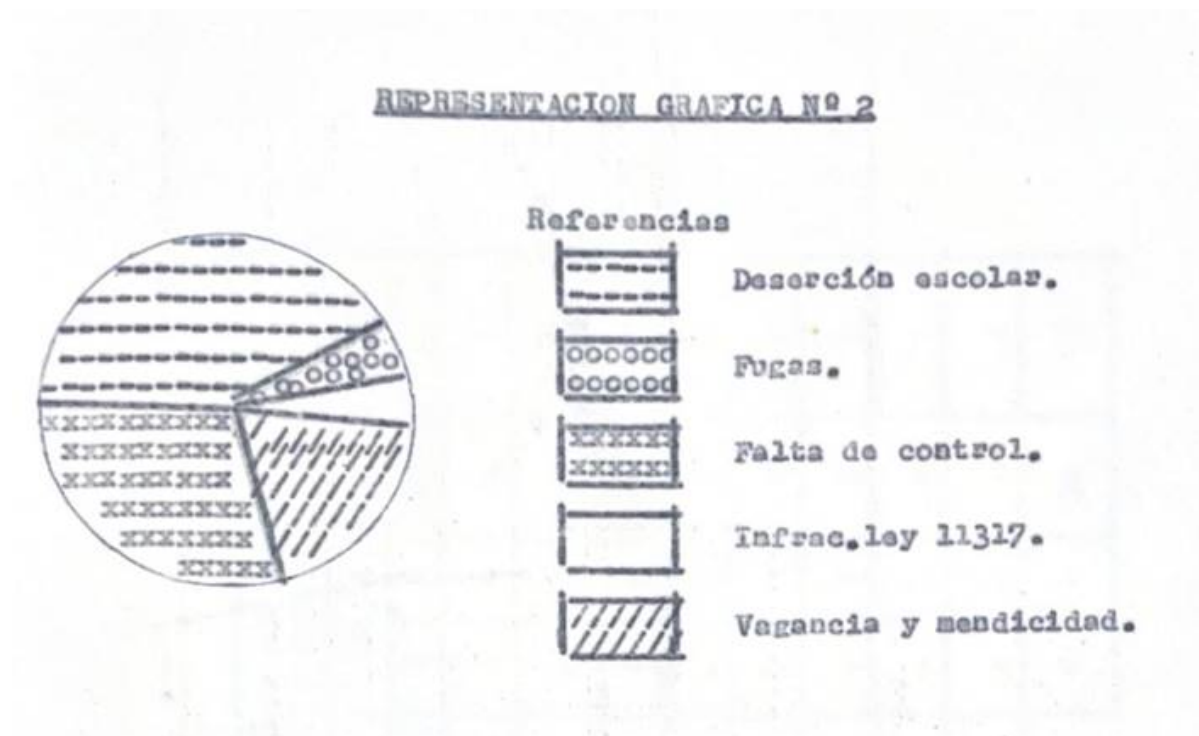 REPRESENTACION GRAFICA Nº 2
Referencias
Deserción escolar.
Fugas.
Falta de control.
Infrac.ley 11317.
Vagancia y mendicidad.